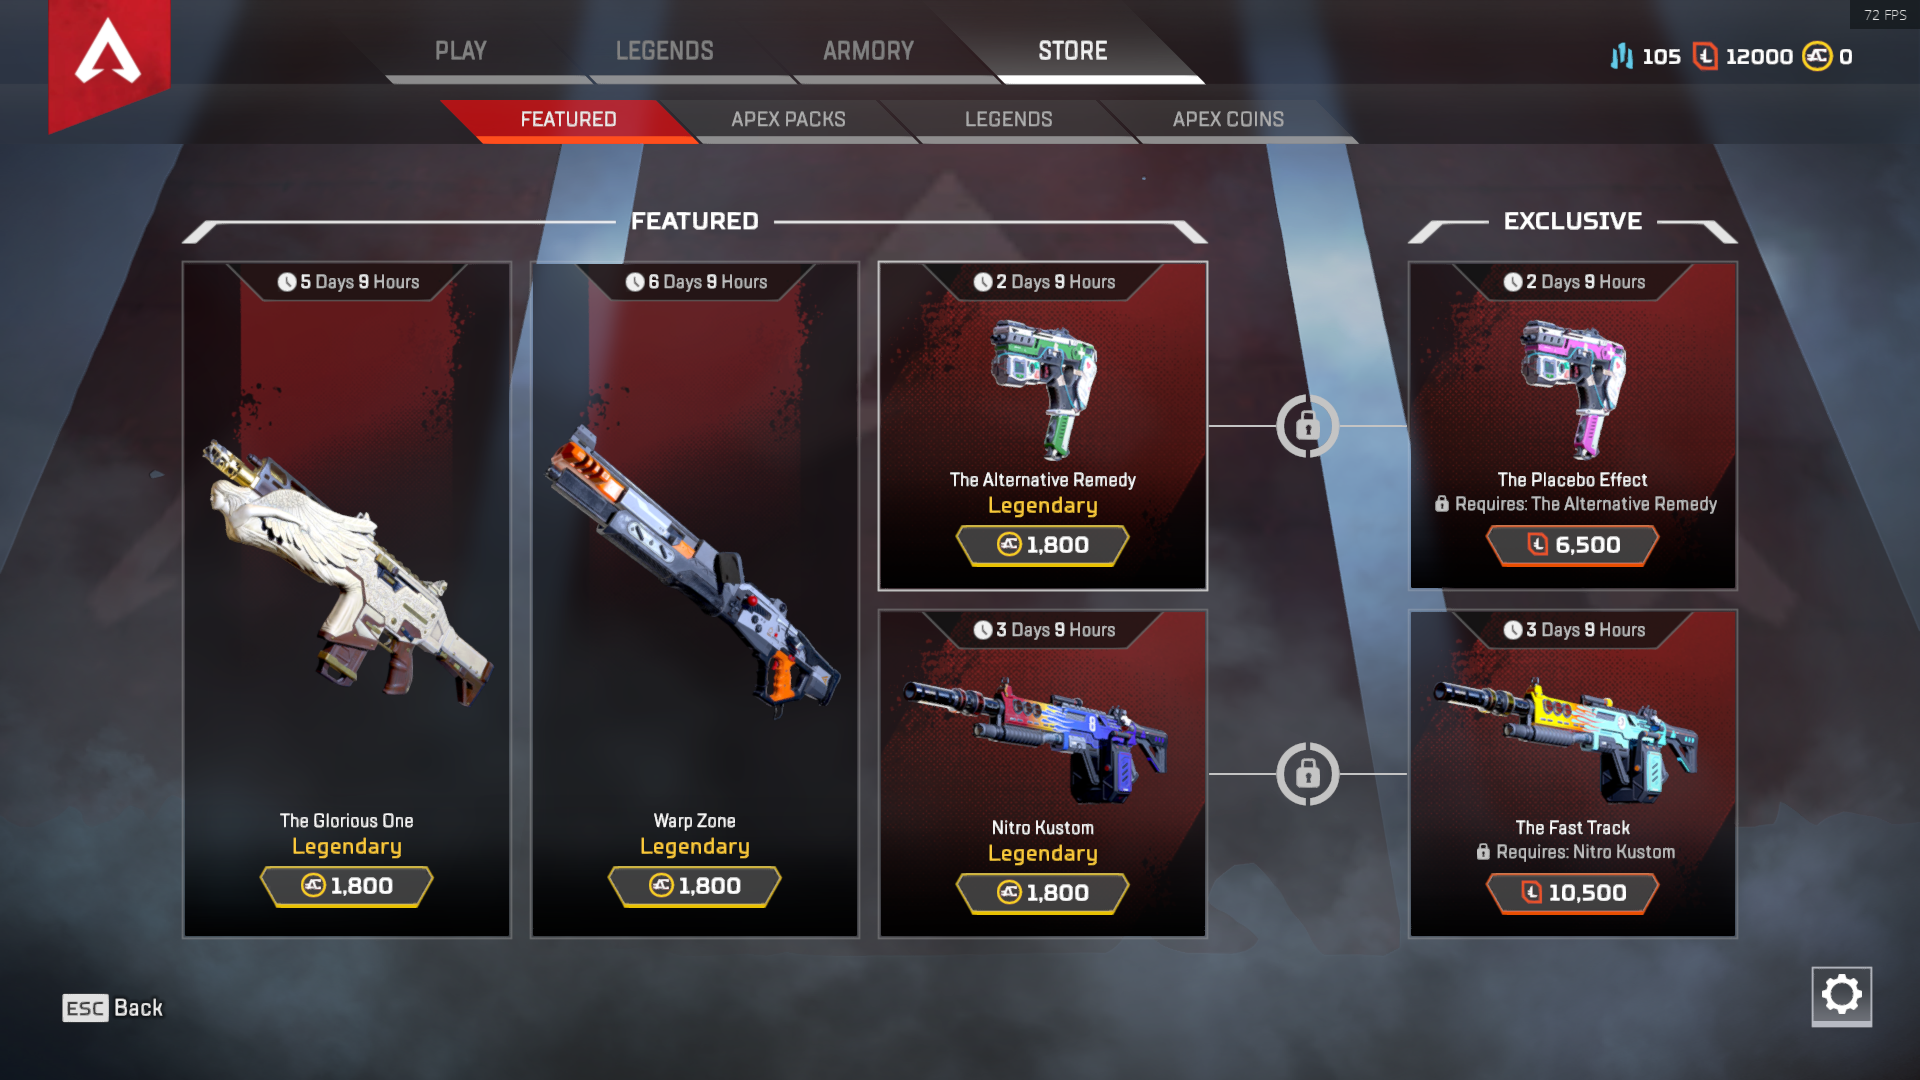 72 FPS
PLAY
LEGENDS
ARMORY
STORE
105
12000
0
FEATURED
APEX PACKS
LEGENDS
APEX COINS
FEATURED
EXCLUSIVE
5 Days 9 Hours
6 Days 9 Hours
2 Days 9 Hours
2 Days 9 Hours
The Alternative Remedy
Legendary
1,800
The Placebo Effect
Requires: The Alternative Remedy
6,500
3 Days 9 Hours
3 Days 9 Hours
The Glorious One
Legendary
1,800
Warp Zone
Legendary
1,800
Nitro Kustom
Legendary
1,800
The Fast Track
Requires: Nitro Kustom
10,500
ESC Back